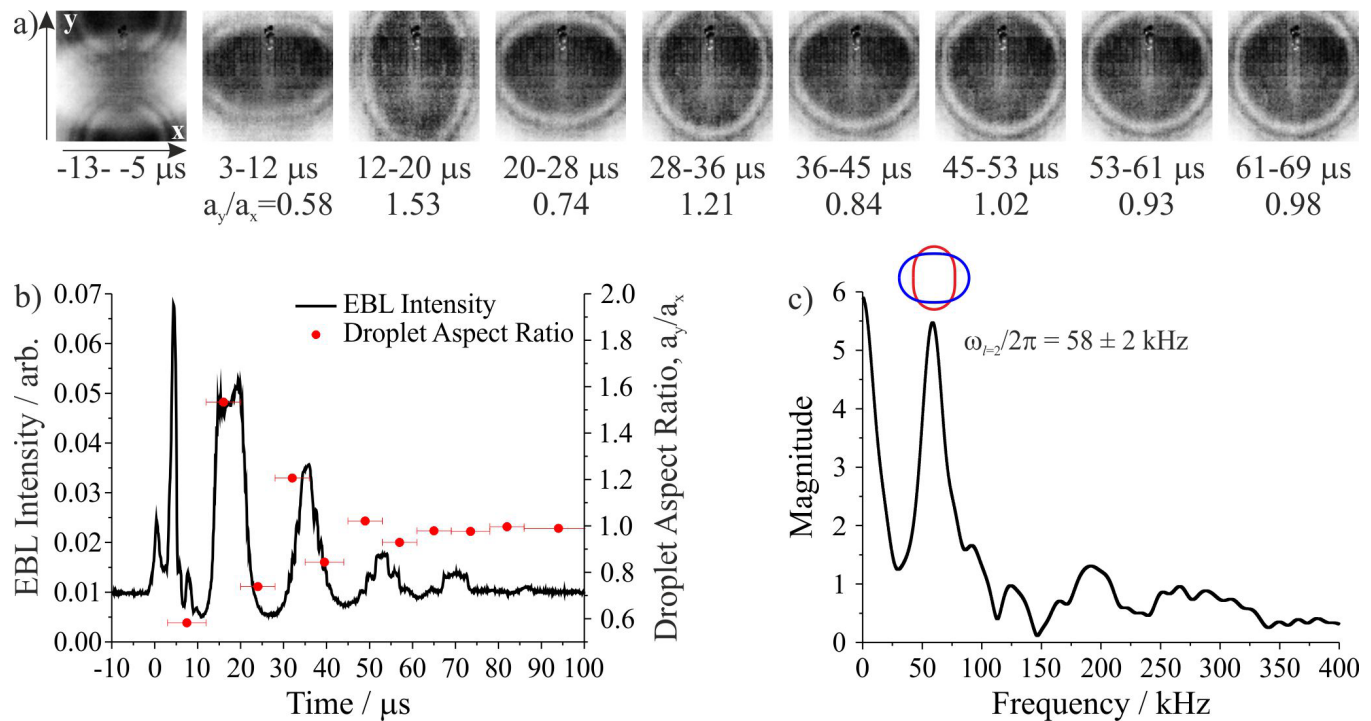 a)
y
x
-13- -5 μs
3-12 μs
12-20 μs
20-28 μs
28-36 μs
36-45 μs
45-53 μs
53-61 μs
61-69 μs
a_y/a_x=0.58
1.53
0.74
1.21
0.84
1.02
0.93
0.98
b)
EBL Intensity
Droplet Aspect Ratio
EBL Intensity / arb.
0.07
0.06
0.05
0.04
0.03
0.02
0.01
0.00
Droplet Aspect Ratio, a_y/a_x
2.0
1.8
1.6
1.4
1.2
1.0
0.8
0.6
-10 0 10 20 30 40 50 60 70 80 90 100
Time / μs
c)
ω_{l=2}/2π = 58 ± 2 kHz
Magnitude
6
5
4
3
2
1
0
0 50 100 150 200 250 300 350 400
Frequency / kHz